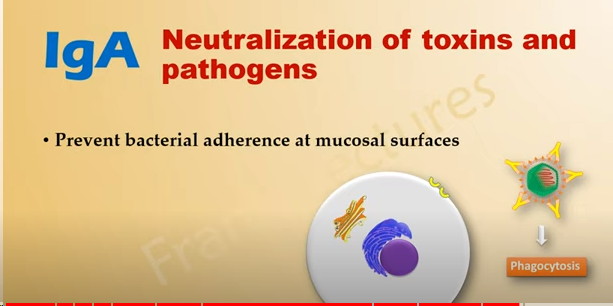 IgA
Neutralization of toxins and
pathogens
• Prevent bacterial adherence at mucosal surfaces
Phagocytosis